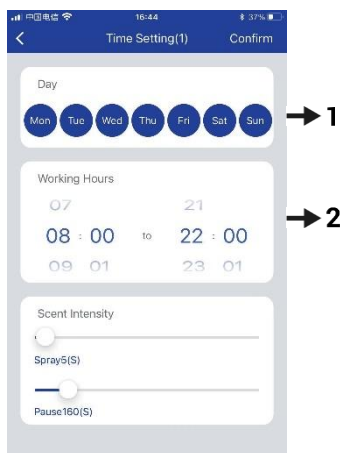 中国电信 16:44 37%
Time Setting(1) Confirm
Day
Mon Tue Wed Thu Fri Sat Sun
1
Working Hours
07 21
08 : 00 to 22 : 00
2
09 01 23 01
Scent Intensity
Spray5(S)
Pause160(S)